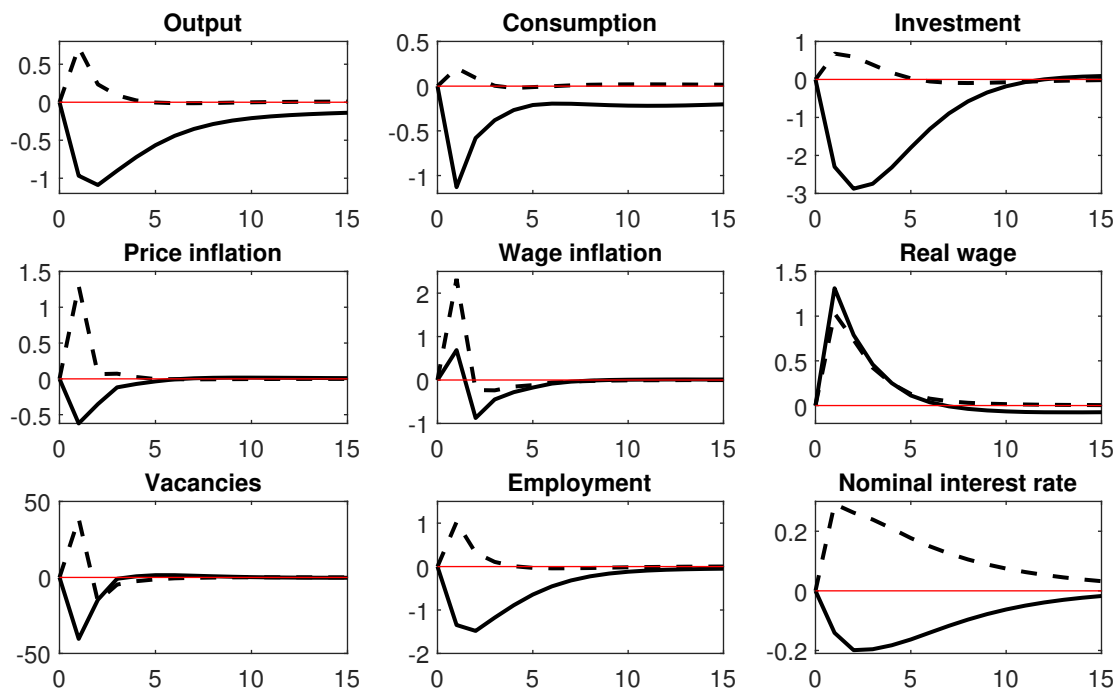 Output Consumption Investment
0.5 0.5 1
0 0 0
-0.5 -0.5 -1
-1 -1 -2
-3
0 5 10 15 0 5 10 15 0 5 10 15
Price inflation Wage inflation Real wage
1.5 2 1.5
1 1 1
0.5 0 0.5
0 -1 0
-0.5
0 5 10 15 0 5 10 15 0 5 10 15
Vacancies Employment Nominal interest rate
50 1 0.2
0 0 0
-50 -1 -0.2
-2
0 5 10 15 0 5 10 15 0 5 10 15